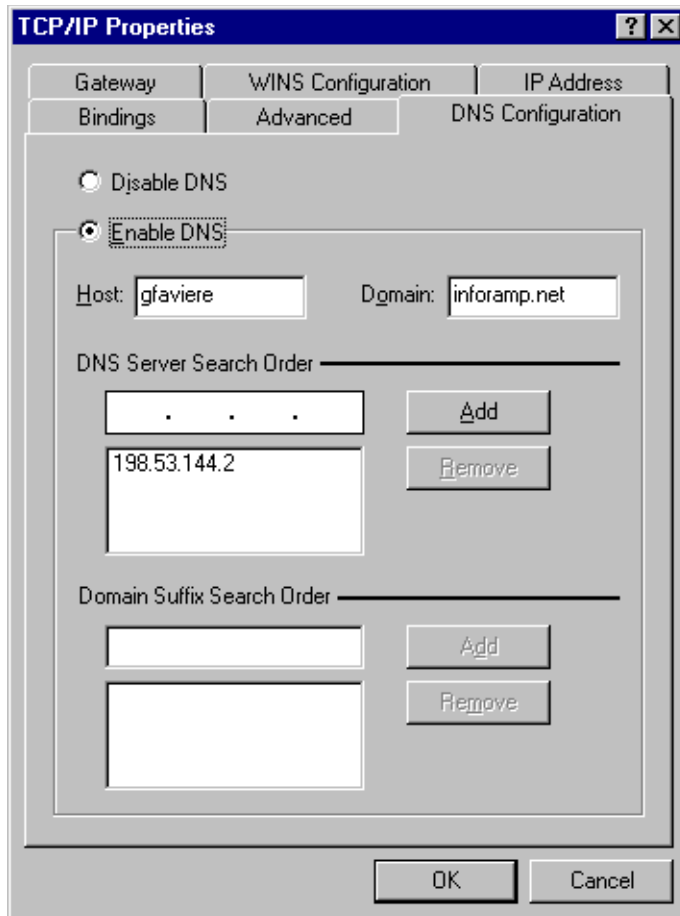 TCP/IP Properties
Gateway WINS Configuration IP Address
Bindings Advanced DNS Configuration
Disable DNS
Enable DNS
Host: gfaviere Domain: inforamp.net
DNS Server Search Order
. . . Add
198.53.144.2 Remove
Domain Suffix Search Order
Add
Remove
OK Cancel